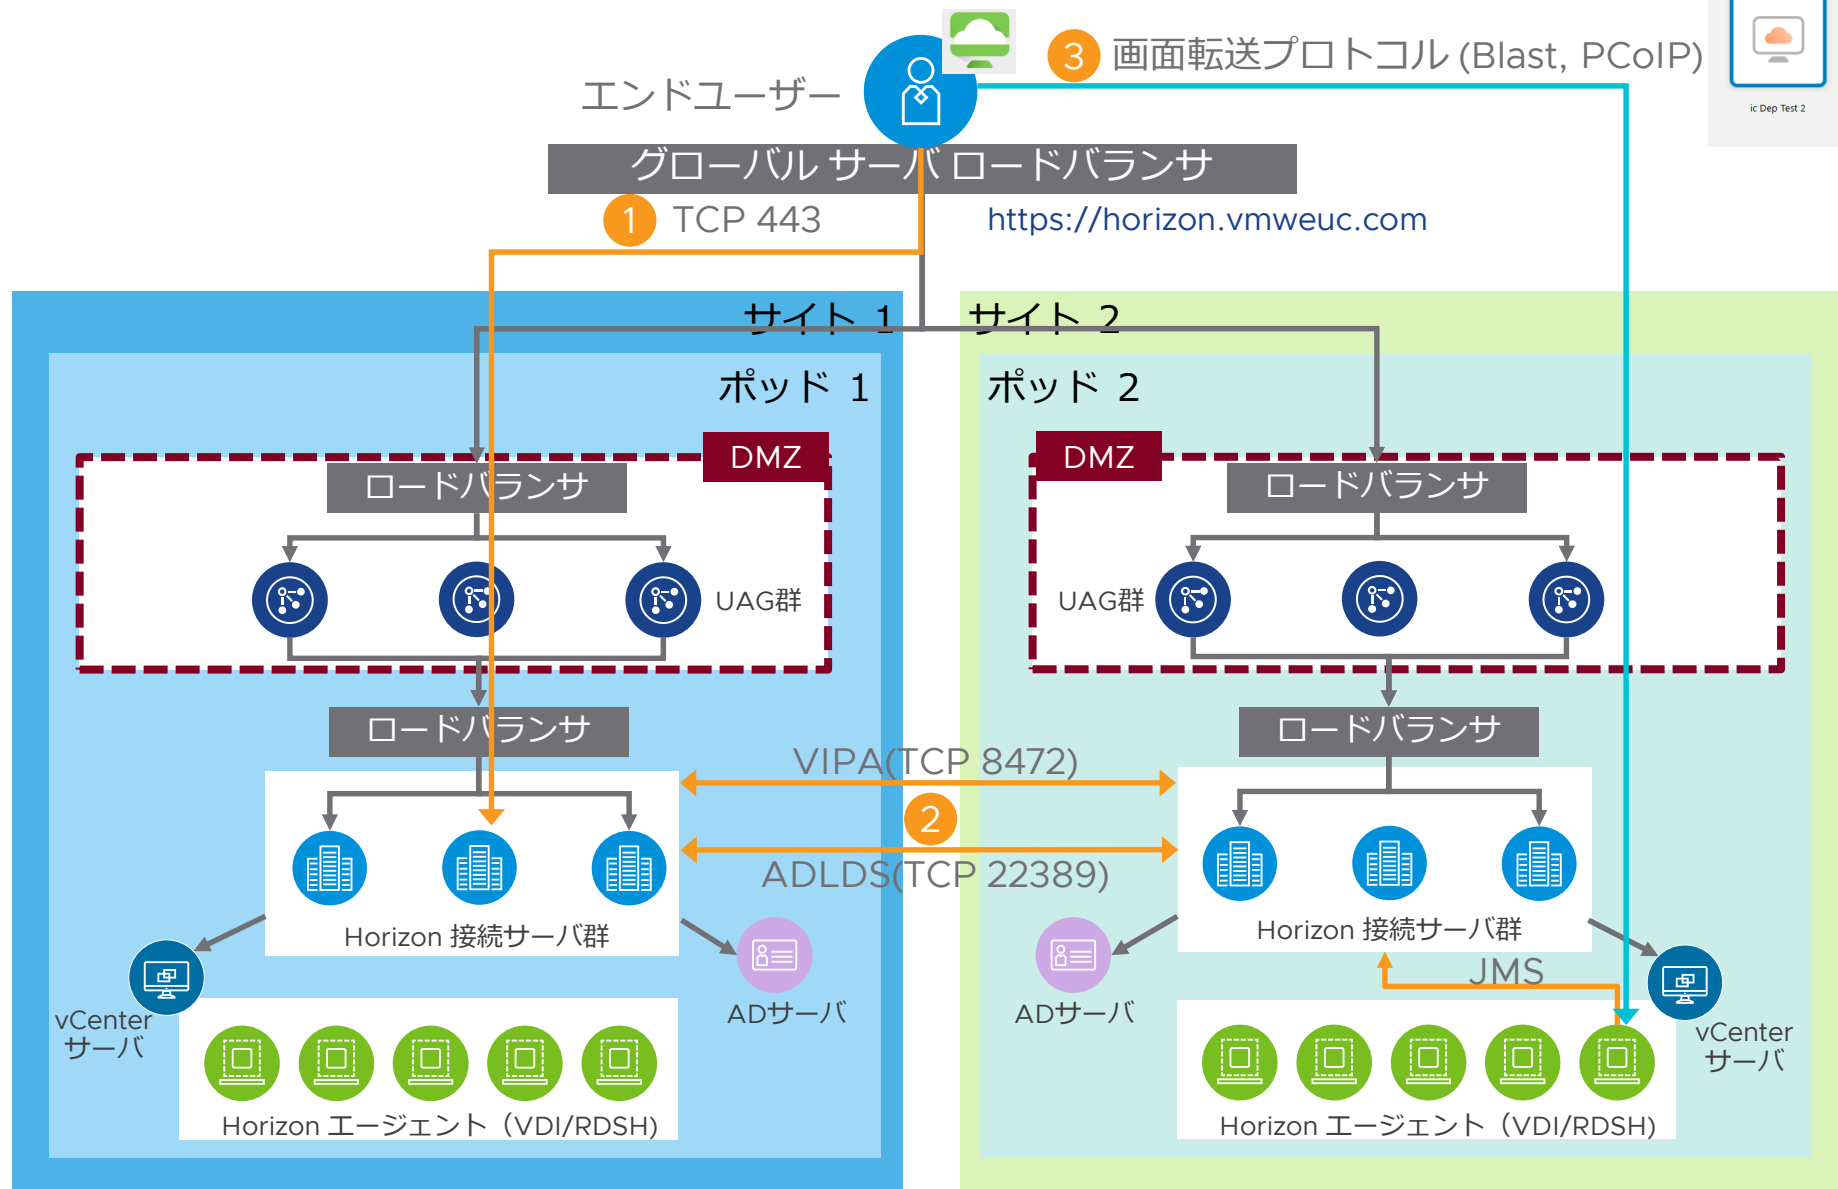 エンドユーザー
3 画面転送プロトコル (Blast, PCoIP)
ic Dep Test 2
グローバル サーバ ロードバランサ
1 TCP 443
https://horizon.vmweuc.com
サイト 1
サイト 2
ポッド 1
ポッド 2
DMZ
DMZ
ロードバランサ
ロードバランサ
UAG群
UAG群
ロードバランサ
ロードバランサ
VIPA(TCP 8472)
2
ADLDS(TCP 22389)
Horizon 接続サーバ群
Horizon 接続サーバ群
JMS
vCenter
サーバ
ADサーバ
ADサーバ
vCenter
サーバ
Horizon エージェント（VDI/RDSH)
Horizon エージェント（VDI/RDSH)